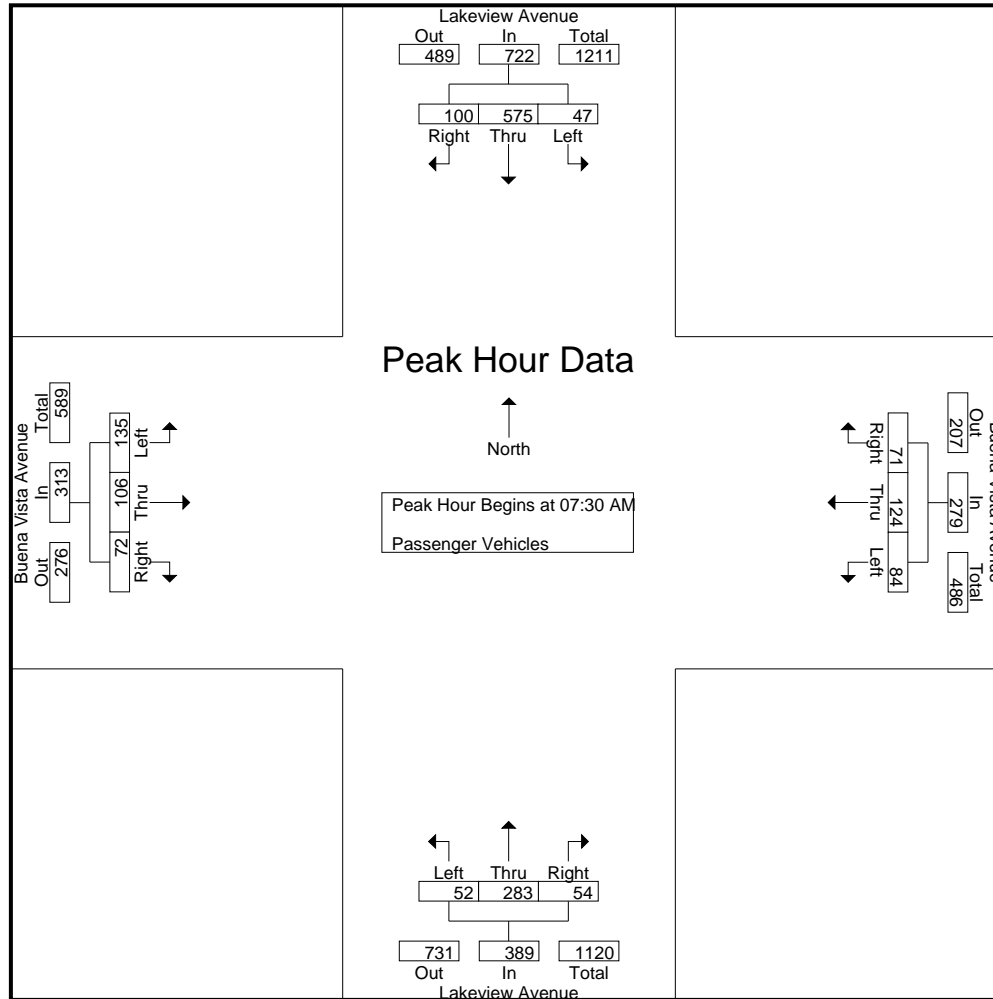 Lakeview Avenue
Out In Total
489 722 1211
100 575 47
Right Thru Left
Peak Hour Data
North
Peak Hour Begins at 07:30 AM
Passenger Vehicles
Buena Vista Avenue
Total In Out
589 313 276
135 106 72
Left Thru Right
Out In Total
207 279 486
71 124 84
Right Thru Left
Left Thru Right
52 283 54
731 389 1120
Out In Total
Lakeview Avenue